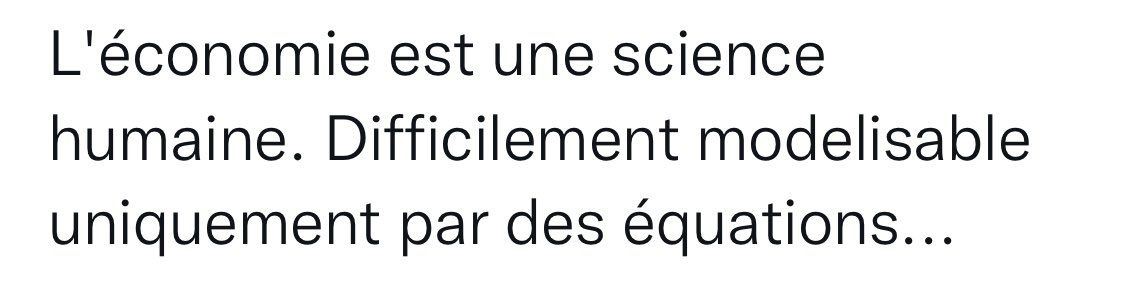 L'économie est une science
humaine. Difficilement modelisable
uniquement par des équations...